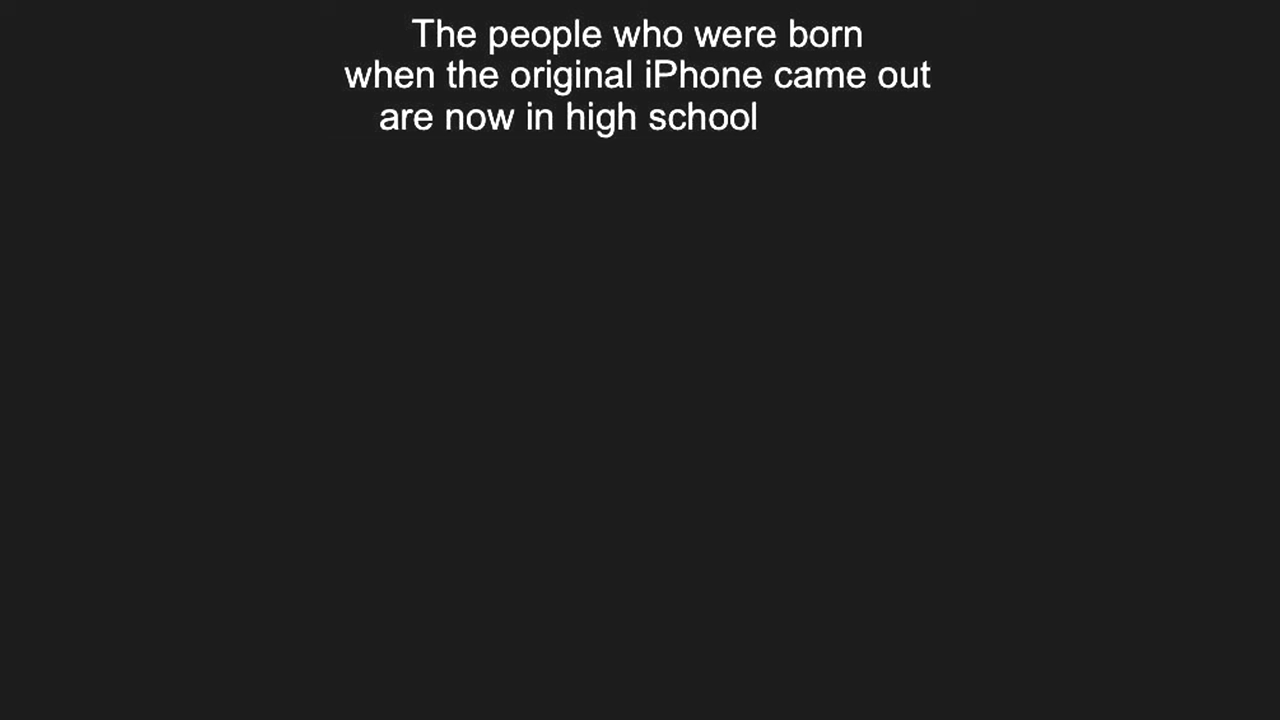 The people who were born
when the original iPhone came out
are now in high school